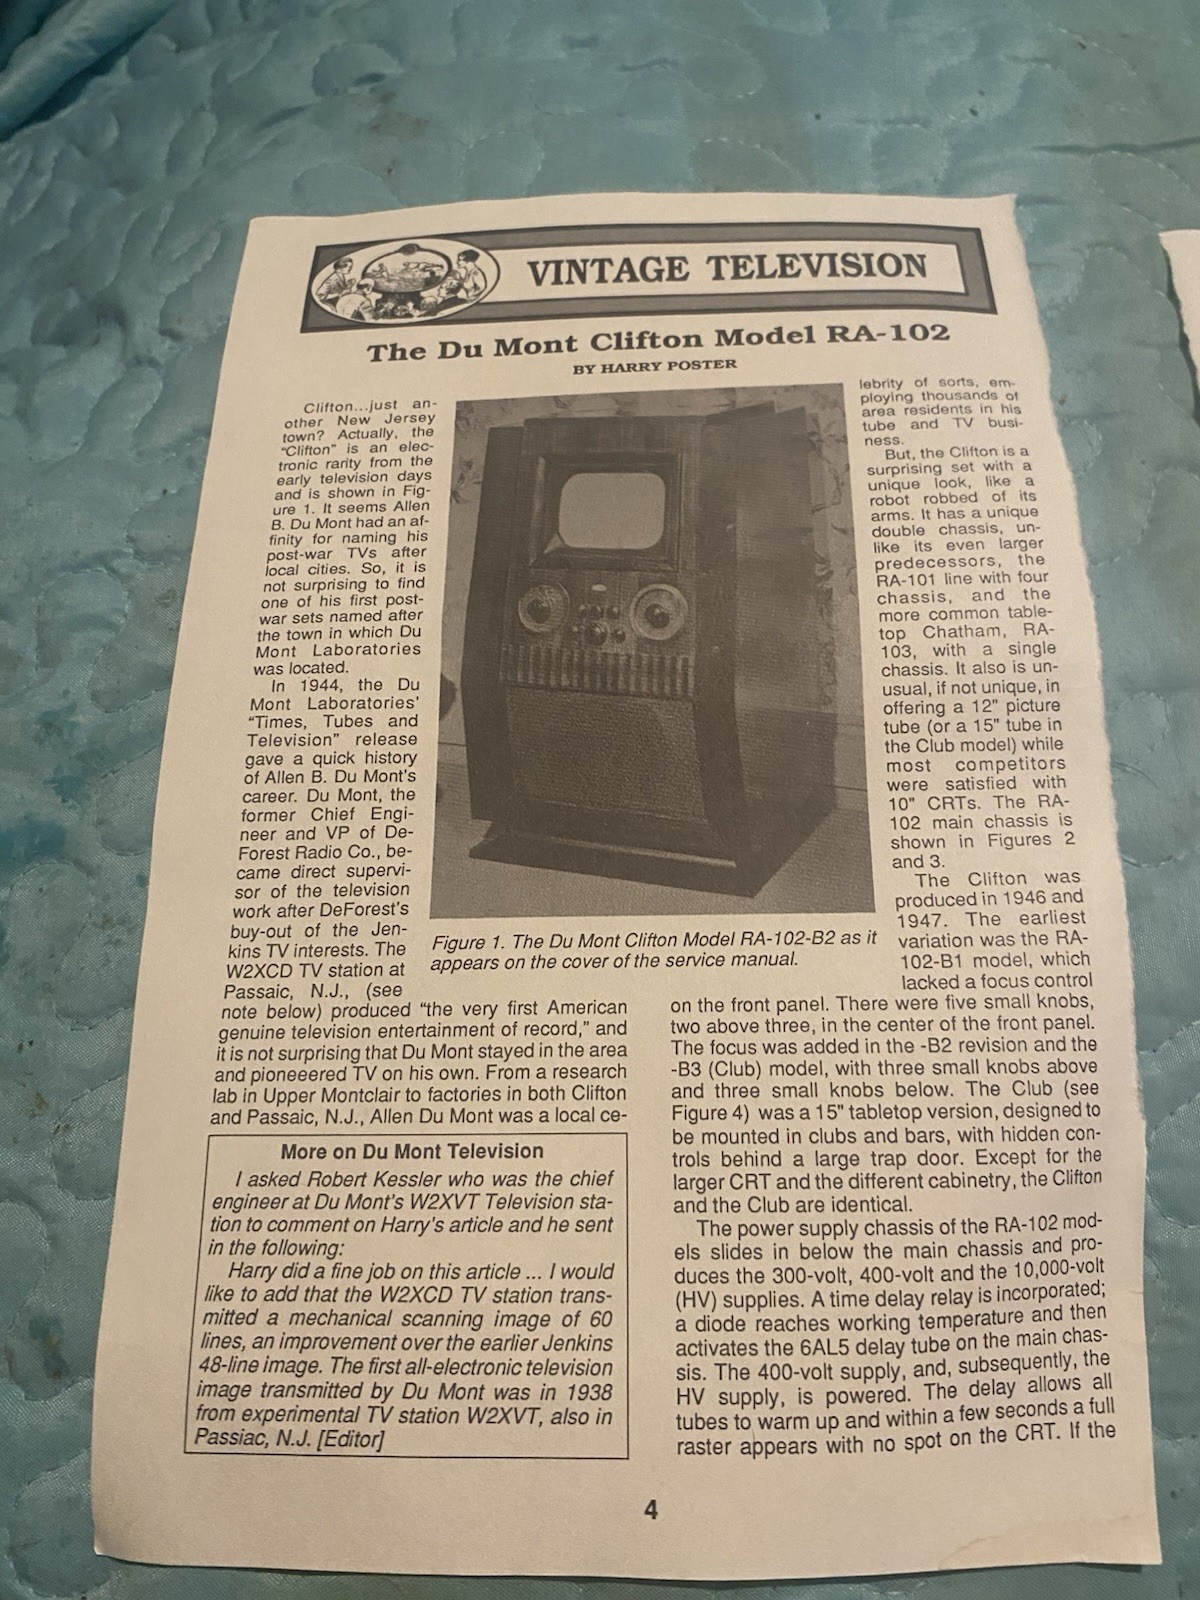 VINTAGE TELEVISION
The Du Mont Clifton Model RA-102
BY HARRY POSTER
Clifton...just an-
other New Jersey
town? Actually, the
"Clifton" is an elec-
tronic rarity from the
early television days
and is shown in Fig-
ure 1. It seems Allen
B. Du Mont had an af-
finity for naming his
post-war TVs after
local cities. So, it is
not surprising to find
one of his first post-
war sets named after
the town in which Du
Mont Laboratories
was located.
In 1944, the Du
Mont Laboratories'
"Times, Tubes and
Television" release
gave a quick history
of Allen B. Du Mont's
career. Du Mont, the
former Chief Engi-
neer and VP of De-
Forest Radio Co., be-
came direct supervi-
sor of the television
work after DeForest's
buy-out of the Jen-
kins TV interests. The
W2XCD TV station at
Passaic, N.J., (see
note below) produced "the very first American
genuine television entertainment of record," and
it is not surprising that Du Mont stayed in the area
and pioneeered TV on his own. From a research
lab in Upper Montclair to factories in both Clifton
and Passaic, N.J., Allen Du Mont was a local ce-
Figure 1. The Du Mont Clifton Model RA-102-B2 as it
appears on the cover of the service manual.
More on Du Mont Television
I asked Robert Kessler who was the chief
engineer at Du Mont's W2XVT Television sta-
tion to comment on Harry's article and he sent
in the following:
Harry did a fine job on this article ... I would
like to add that the W2XCD TV station trans-
mitted a mechanical scanning image of 60
lines, an improvement over the earlier Jenkins
48-line image. The first all-electronic television
image transmitted by Du Mont was in 1938
from experimental TV station W2XVT, also in
Passiac, N.J. [Editor]
lebrity of sorts, em-
ploying thousands of
area residents in his
tube and TV busi-
ness.
But, the Clifton is a
surprising set with a
unique look, like a
robot robbed of its
arms. It has a unique
double chassis, un-
like its even larger
predecessors, the
RA-101 line with four
chassis, and the
more common table-
top Chatham, RA-
103, with a single
chassis. It also is un-
usual, if not unique, in
offering a 12" picture
tube (or a 15" tube in
the Club model) while
most competitors
were satisfied with
10" CRTs. The RA-
102 main chassis is
shown in Figures 2
and 3.
The Clifton was
produced in 1946 and
1947. The earliest
variation was the RA-
102-B1 model, which
lacked a focus control
on the front panel. There were five small knobs,
two above three, in the center of the front panel.
The focus was added in the -B2 revision and the
-B3 (Club) model, with three small knobs above
and three small knobs below. The Club (see
Figure 4) was a 15" tabletop version, designed to
be mounted in clubs and bars, with hidden con-
trols behind a large trap door. Except for the
larger CRT and the different cabinetry, the Clifton
and the Club are identical.
The power supply chassis of the RA-102 mod-
els slides in below the main chassis and pro-
duces the 300-volt, 400-volt and the 10,000-volt
(HV) supplies. A time delay relay is incorporated;
a diode reaches working temperature and then
activates the 6AL5 delay tube on the main chas-
sis. The 400-volt supply, and, subsequently, the
HV supply, is powered. The delay allows all
tubes to warm up and within a few seconds a full
raster appears with no spot on the CRT. If the
4